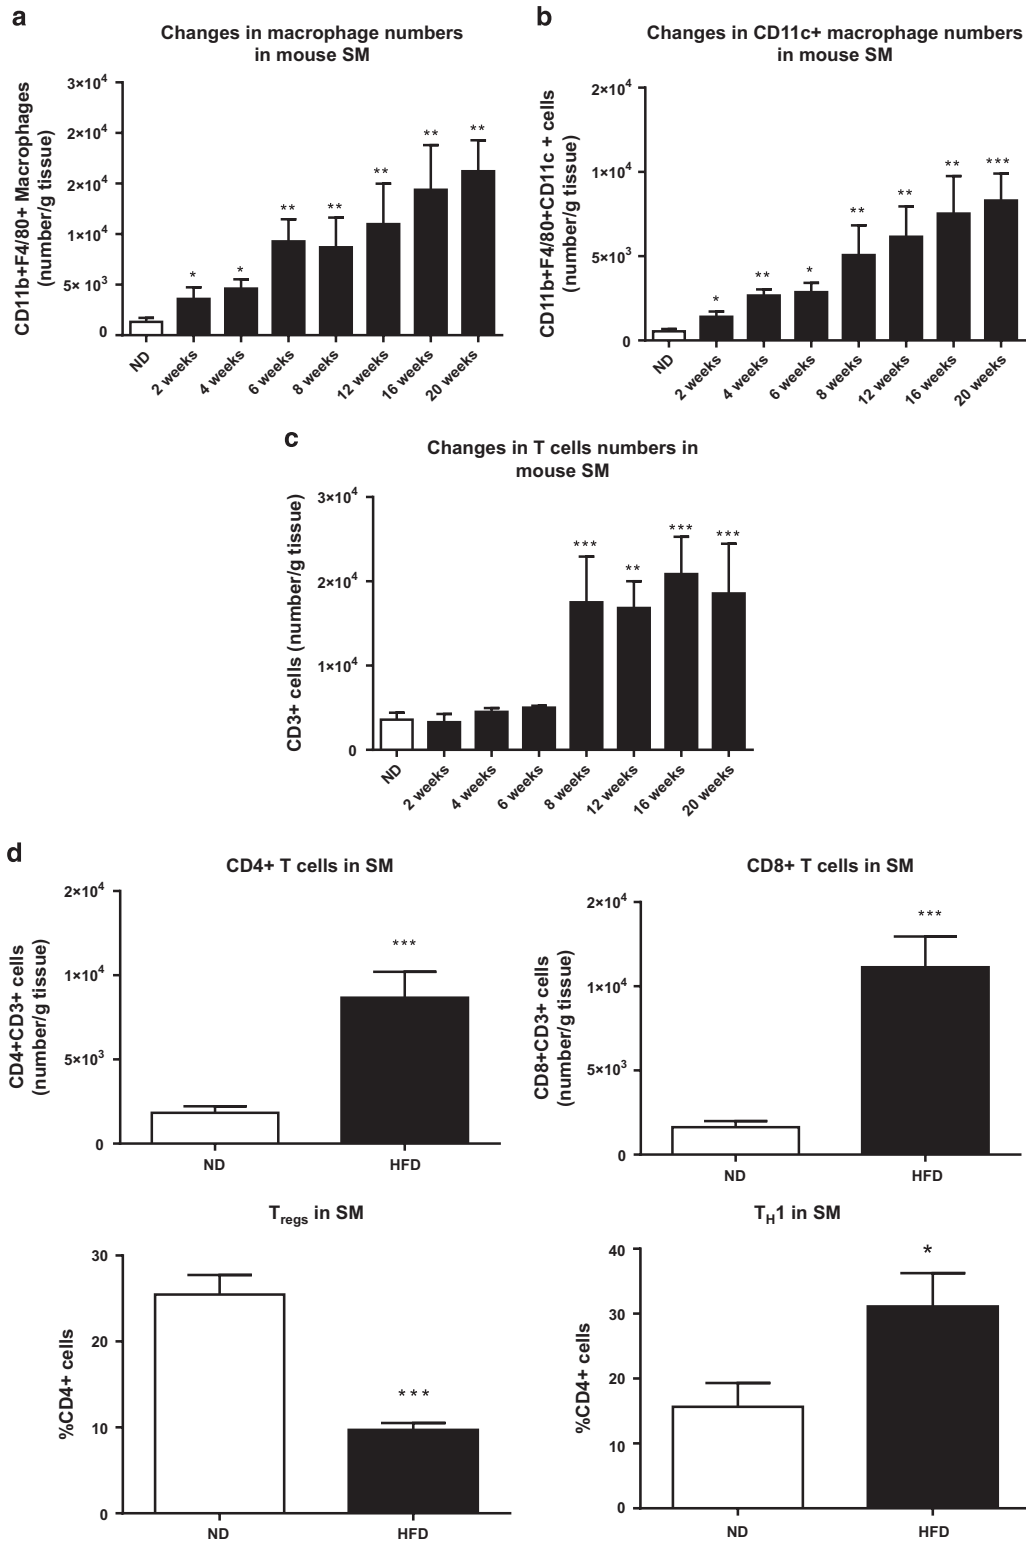 a
Changes in macrophage numbers
in mouse SM
CD11b+F4/80+ Macrophages
(number/g tissue)
3×10⁴
2×10⁴
2×10⁴
1×10⁴
5× 10³
0
*
*
**
**
**
**
**
ND
2 weeks
4 weeks
6 weeks
8 weeks
12 weeks
16 weeks
20 weeks
b
Changes in CD11c+ macrophage numbers
in mouse SM
CD11b+F4/80+CD11c + cells
(number/g tissue)
2×10⁴
1×10⁴
5×10³
0
*
**
*
**
**
**
***
ND
2 weeks
4 weeks
6 weeks
8 weeks
12 weeks
16 weeks
20 weeks
c
Changes in T cells numbers in
mouse SM
CD3+ cells (number/g tissue)
3×10⁴
2×10⁴
1×10⁴
0
***
**
***
***
ND
2 weeks
4 weeks
6 weeks
8 weeks
12 weeks
16 weeks
20 weeks
d
CD4+ T cells in SM
CD4+CD3+ cells
(number/g tissue)
2×10⁴
1×10⁴
5×10³
0
***
ND
HFD
CD8+ T cells in SM
CD8+CD3+ cells
(number/g tissue)
2×10⁴
1×10⁴
5×10³
0
***
ND
HFD
Tregs in SM
%CD4+ cells
30
20
10
0
***
ND
HFD
TH1 in SM
%CD4+ cells
40
30
20
10
0
*
ND
HFD